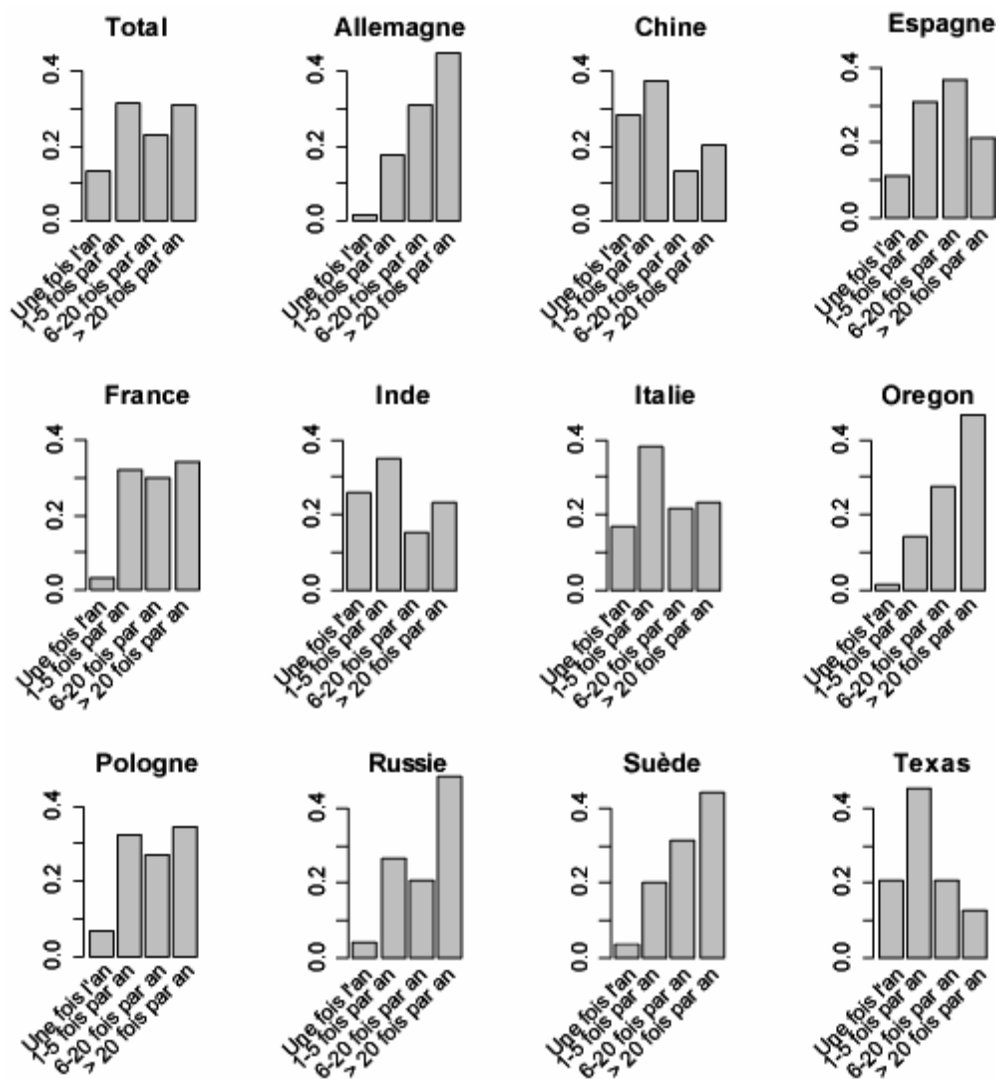 Total
0.4
0.2
0.0
Une fois l'an
1-5 fois par an
6-20 fois par an
> 20 fois par an
Allemagne
0.4
0.2
0.0
Une fois l'an
1-5 fois par an
6-20 fois par an
> 20 fois par an
Chine
0.4
0.2
0.0
Une fois l'an
1-5 fois par an
6-20 fois par an
> 20 fois par an
Espagne
0.4
0.2
0.0
Une fois l'an
1-5 fois par an
6-20 fois par an
> 20 fois par an
France
0.4
0.2
0.0
Une fois l'an
1-5 fois par an
6-20 fois par an
> 20 fois par an
Inde
0.4
0.2
0.0
Une fois l'an
1-5 fois par an
6-20 fois par an
> 20 fois par an
Italie
0.4
0.2
0.0
Une fois l'an
1-5 fois par an
6-20 fois par an
> 20 fois par an
Oregon
0.4
0.2
0.0
Une fois l'an
1-5 fois par an
6-20 fois par an
> 20 fois par an
Pologne
0.4
0.2
0.0
Une fois l'an
1-5 fois par an
6-20 fois par an
> 20 fois par an
Russie
0.4
0.2
0.0
Une fois l'an
1-5 fois par an
6-20 fois par an
> 20 fois par an
Suède
0.4
0.2
0.0
Une fois l'an
1-5 fois par an
6-20 fois par an
> 20 fois par an
Texas
0.4
0.2
0.0
Une fois l'an
1-5 fois par an
6-20 fois par an
> 20 fois par an